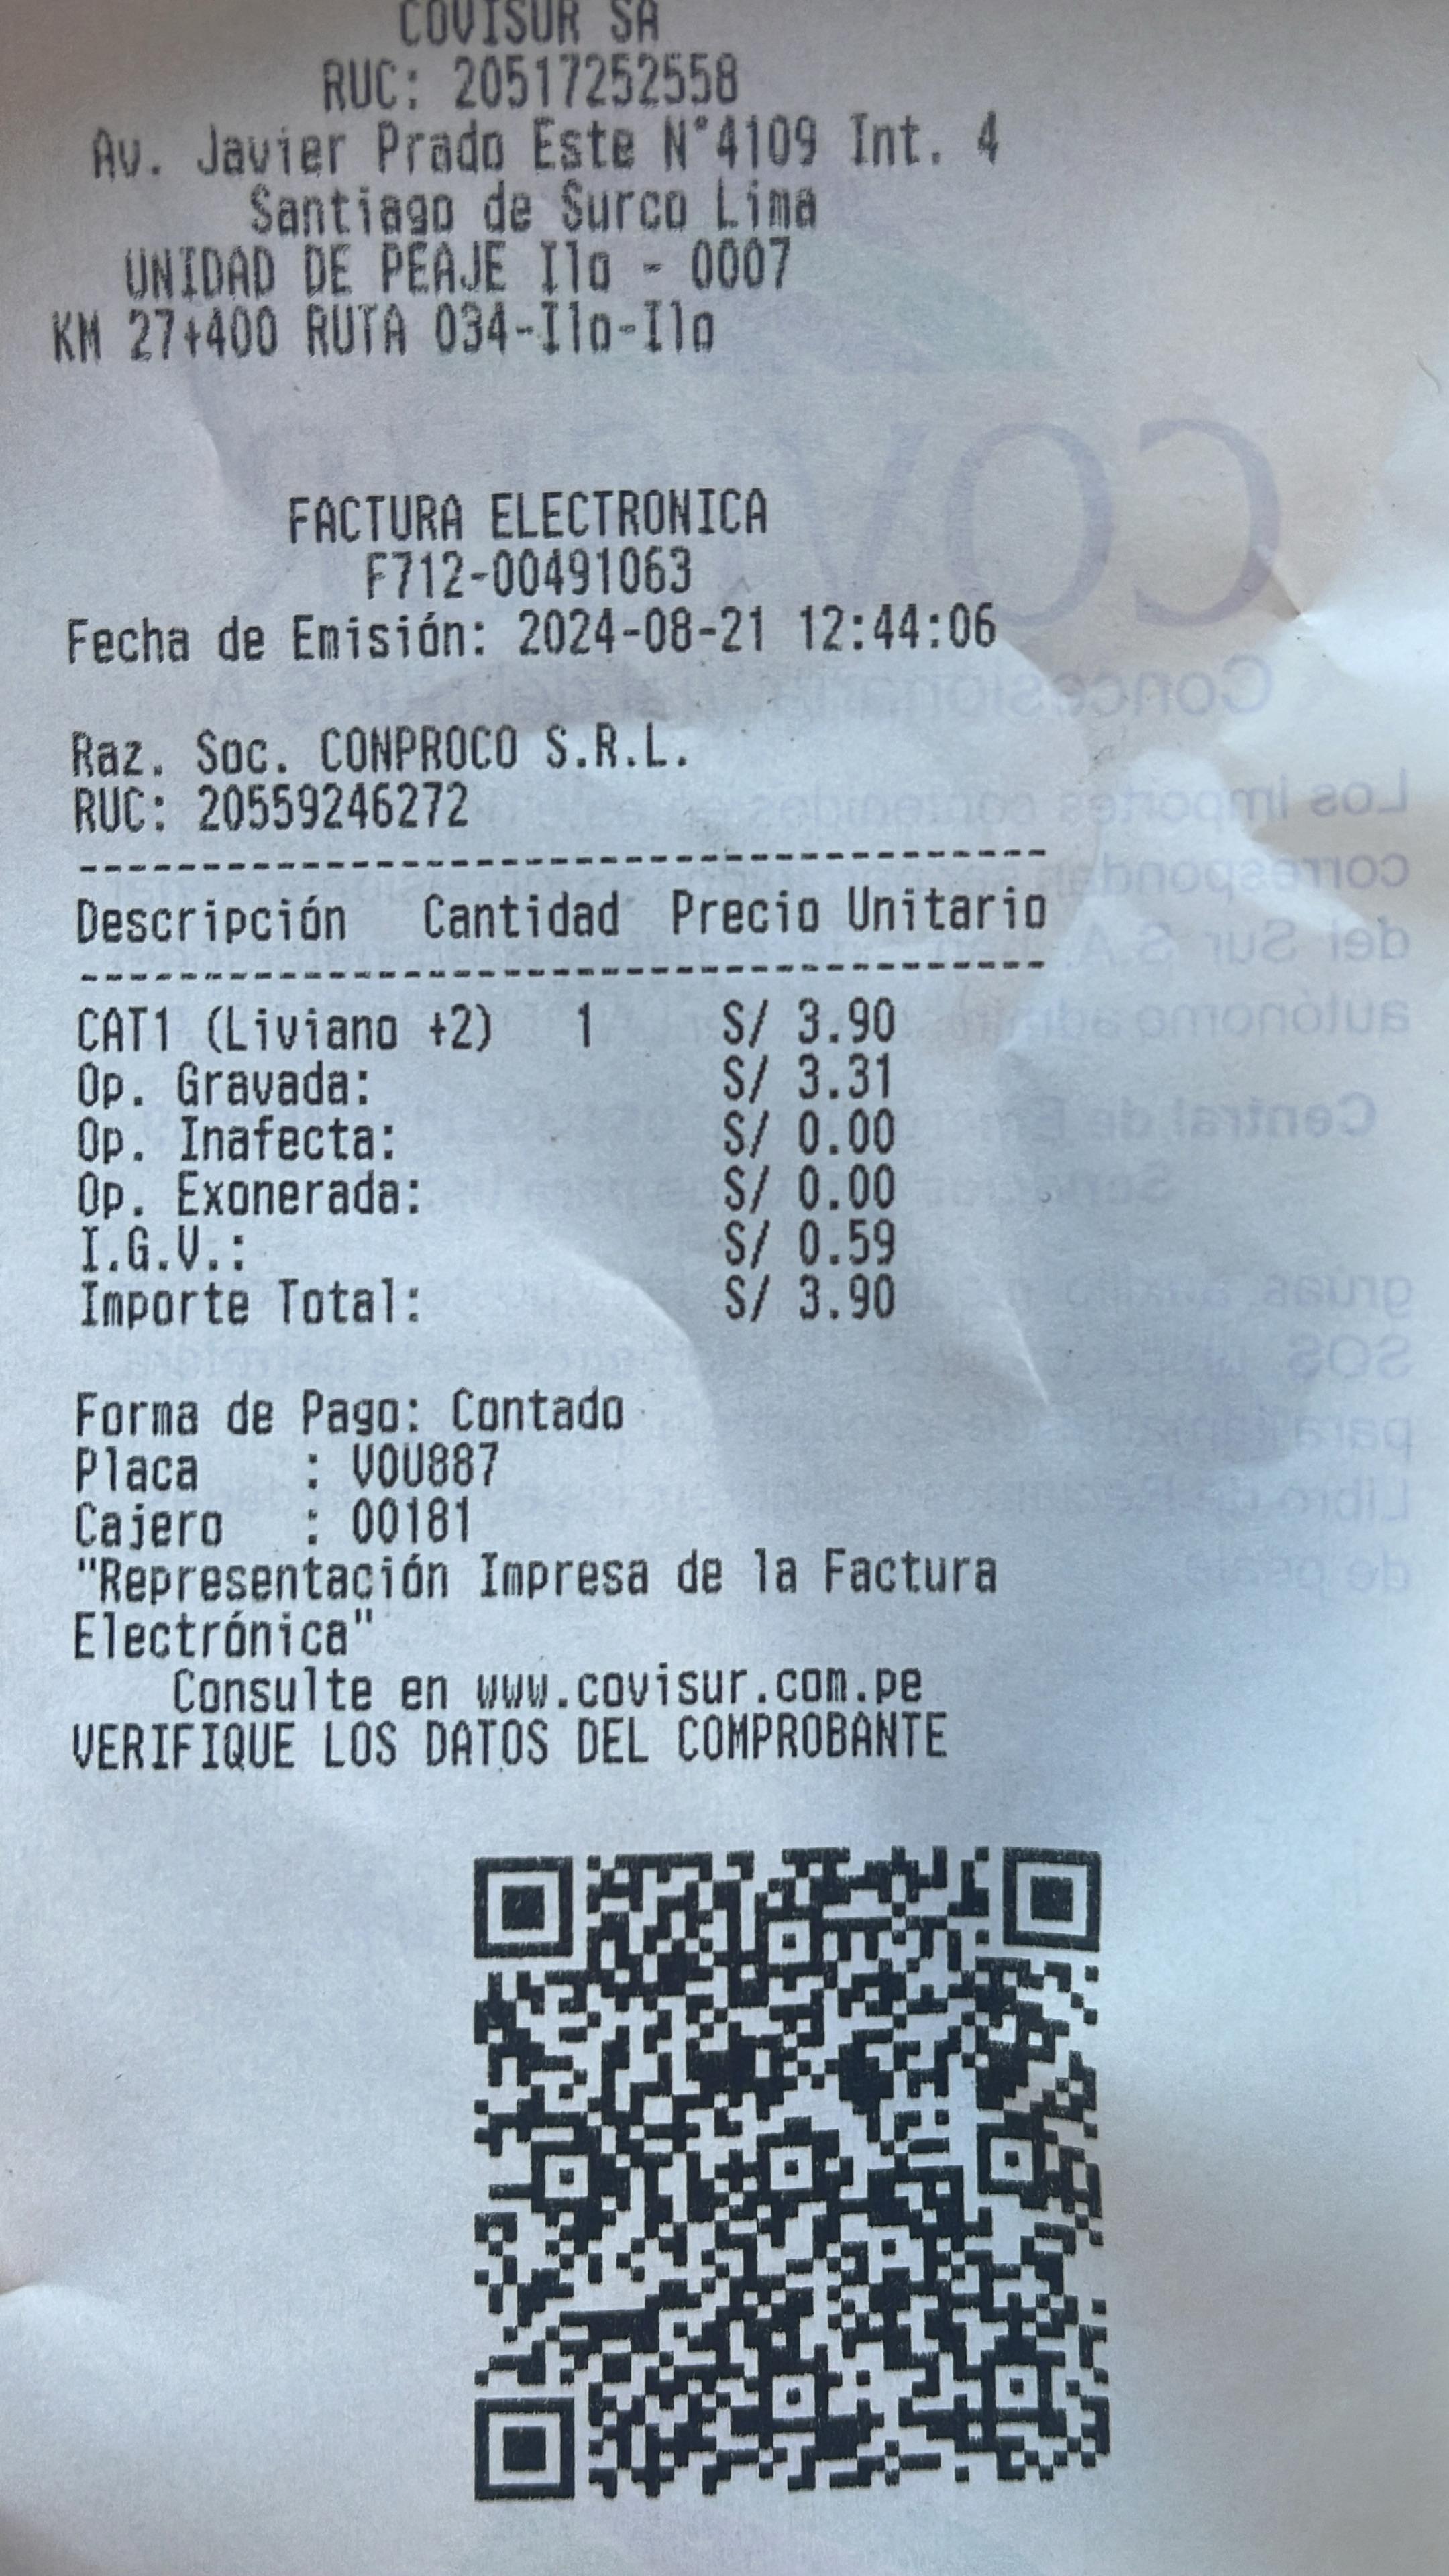 COVISUR SA
RUC: 20517252558
Av. Javier Prado Este N°4109 Int. 4
Santiago de Surco Lima
UNIDAD DE PEAJE Ilo - 0007
KM 27+400 RUTA 034-Ilo-Ilo
FACTURA ELECTRONICA
F712-00491063
Fecha de Emisión: 2024-08-21 12:44:06
Raz. Soc. CONPROCO S.R.L.
RUC: 20559246272
Descripción Cantidad Precio Unitario
CAT1 (Liviano +2) 1 S/ 3.90
Op. Gravada: S/ 3.31
Op. Inafecta: S/ 0.00
Op. Exonerada: S/ 0.00
I.G.V.: S/ 0.59
Importe Total: S/ 3.90
Forma de Pago: Contado
Placa : VOU887
Cajero : 00181
"Representación Impresa de la Factura
Electrónica"
Consulte en www.covisur.com.pe
VERIFIQUE LOS DATOS DEL COMPROBANTE